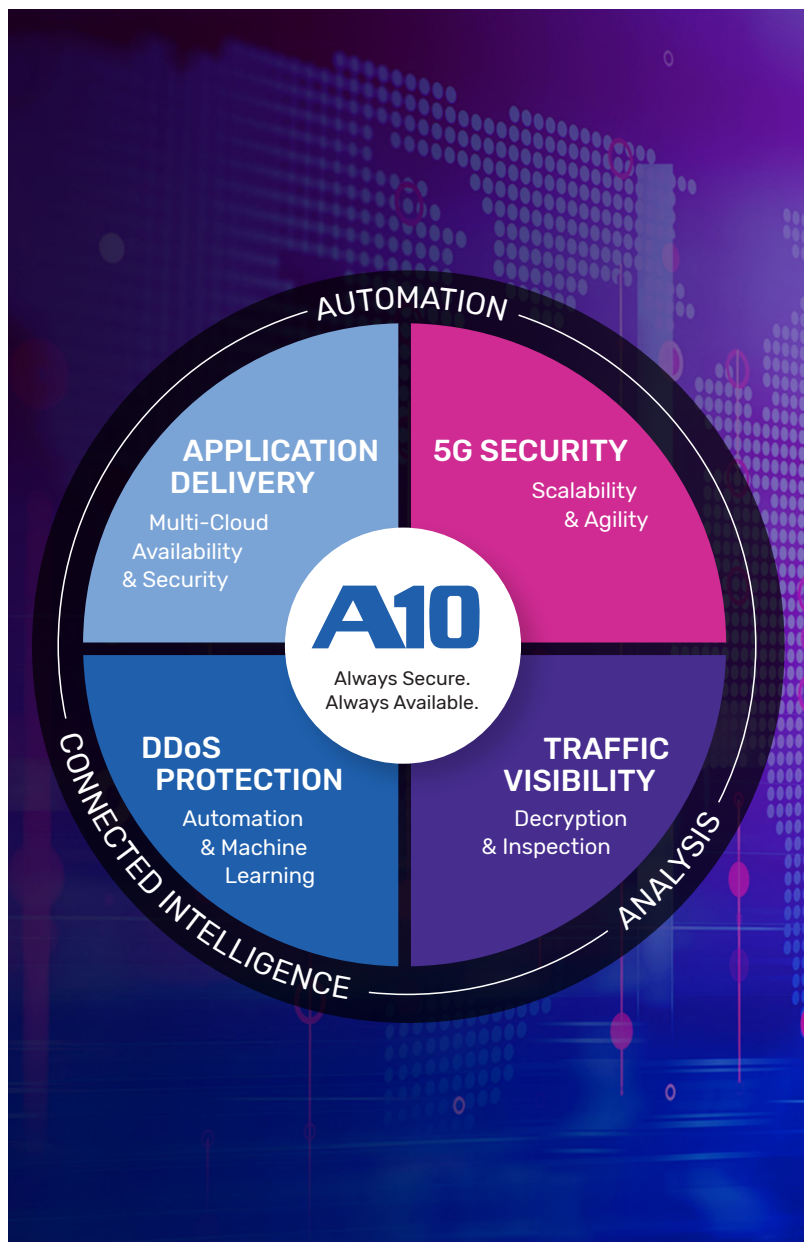 AUTOMATION
APPLICATION
DELIVERY
Multi-Cloud
Availability
& Security
5G SECURITY
Scalability
& Agility
A10
Always Secure.
Always Available.
DDoS
PROTECTION
Automation
& Machine
Learning
TRAFFIC
VISIBILITY
Decryption
& Inspection
CONNECTED INTELLIGENCE
ANALYSIS